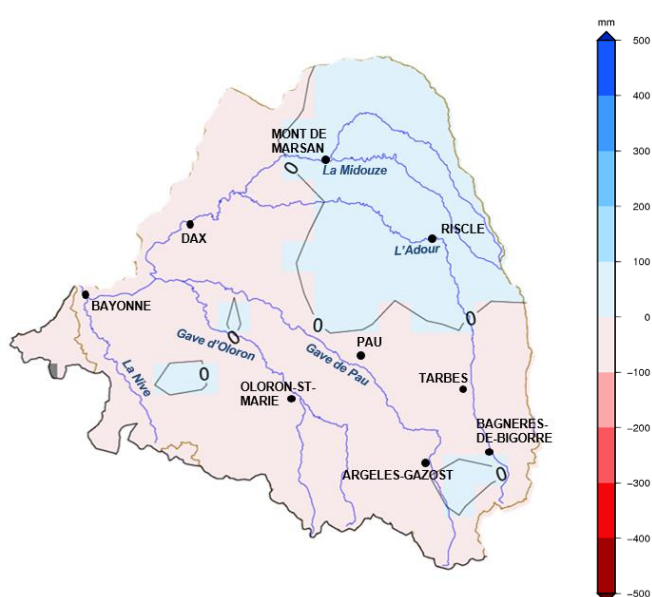 mm
500
400
300
200
100
0
−100
−200
−300
−400
−500
MONT DE
MARSAN
0
La Midouze
RISCLE
L'Adour
DAX
BAYONNE
0
0
0
Gave d'Oloron
Gave de Pau
PAU
La Nive
0
OLORON-ST-
MARIE
TARBES
BAGNERES-
DE-BIGORRE
ARGELES-GAZOST
0